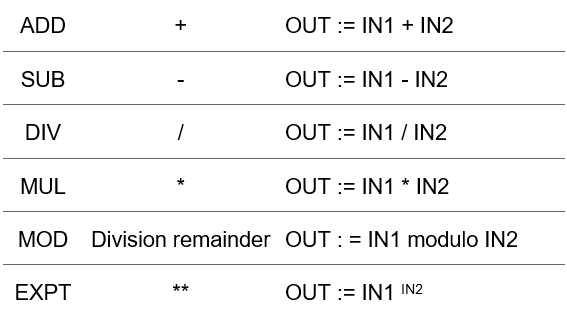 ADD + OUT := IN1 + IN2
SUB - OUT := IN1 - IN2
DIV / OUT := IN1 / IN2
MUL * OUT := IN1 * IN2
MOD Division remainder OUT : = IN1 modulo IN2
EXPT ** OUT := IN1 IN2